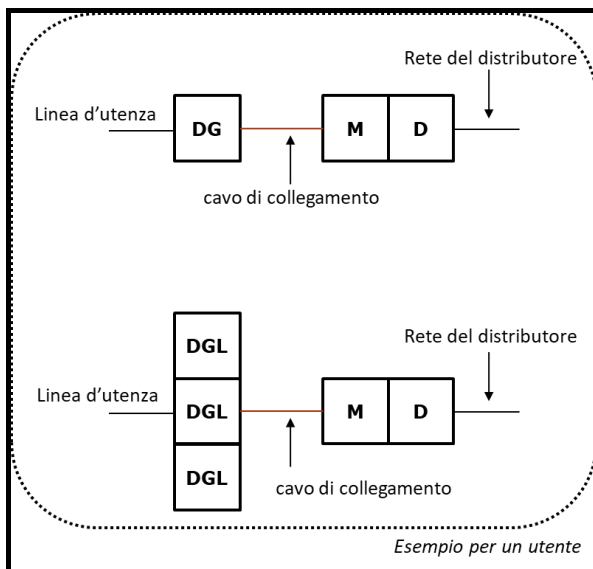 Rete del distributore
Linea d'utenza
DG
M
D
cavo di collegamento
DGL
Rete del distributore
Linea d'utenza
DGL
M
D
DGL
cavo di collegamento
Esempio per un utente